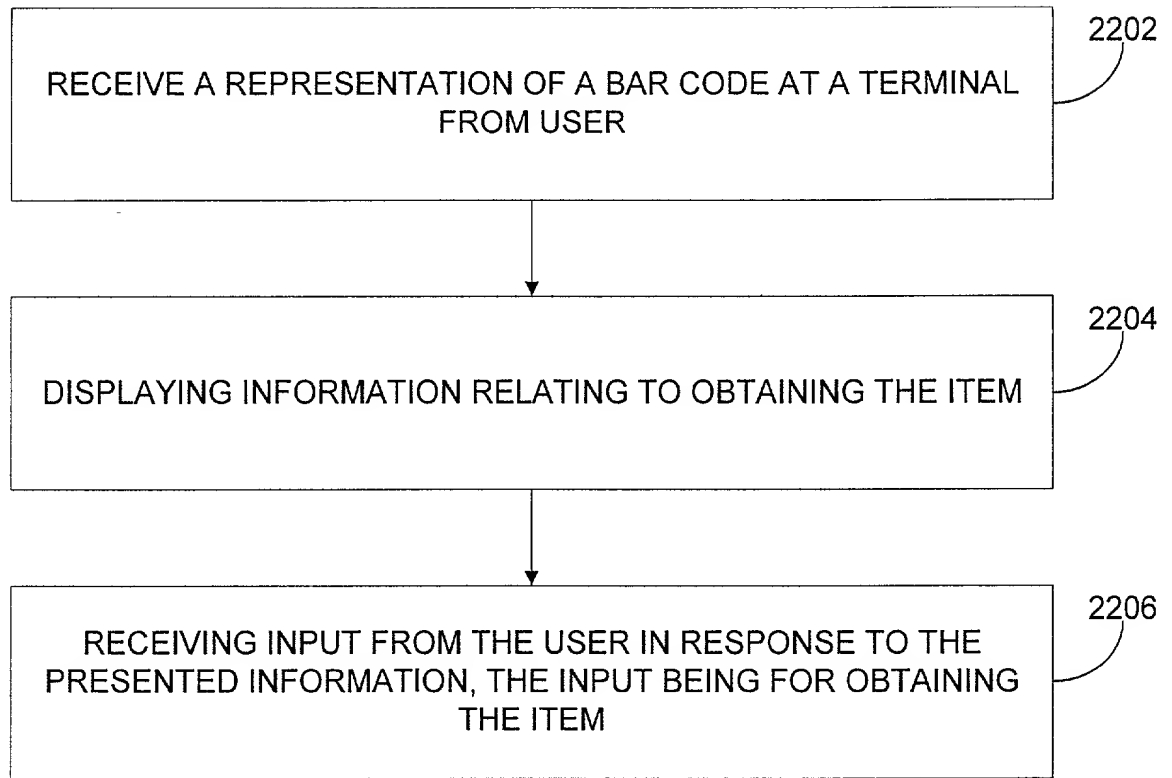 2202
RECEIVE A REPRESENTATION OF A BAR CODE AT A TERMINAL
FROM USER
2204
DISPLAYING INFORMATION RELATING TO OBTAINING THE ITEM
2206
RECEIVING INPUT FROM THE USER IN RESPONSE TO THE
PRESENTED INFORMATION, THE INPUT BEING FOR OBTAINING
THE ITEM